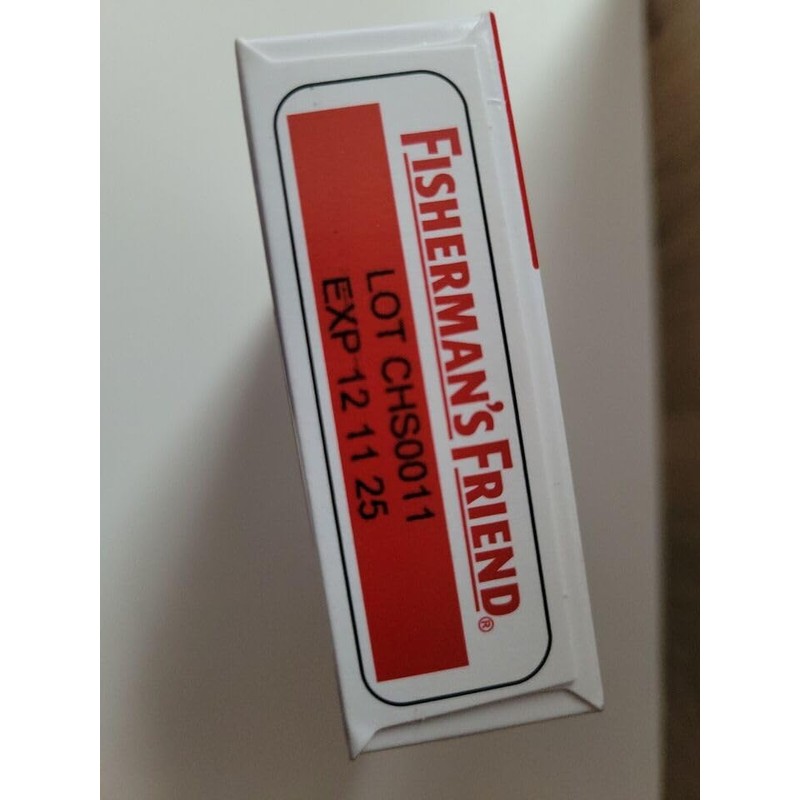 FISHERMAN'S FRIEND®
LOT CHS0011
EXP 12 11 25